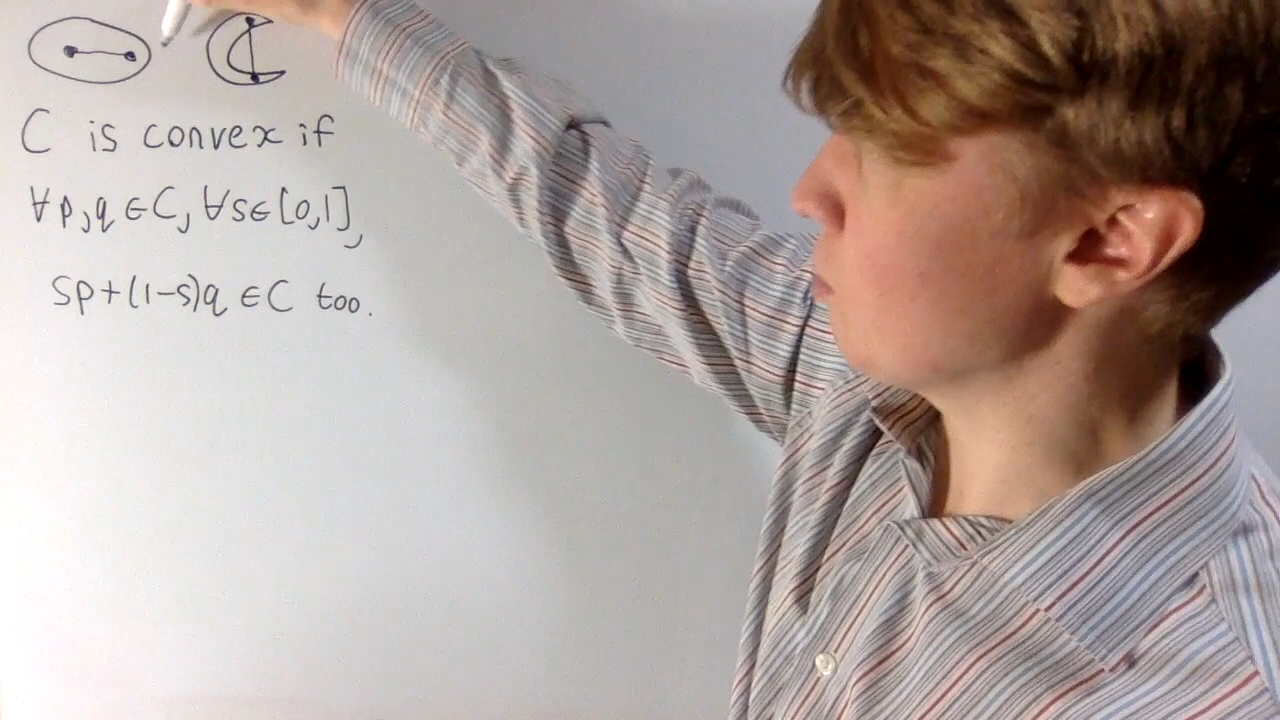 C is convex if
∀p,q ∈ C, ∀s ∈ [0,1],
sp+(1-s)q ∈ C too.